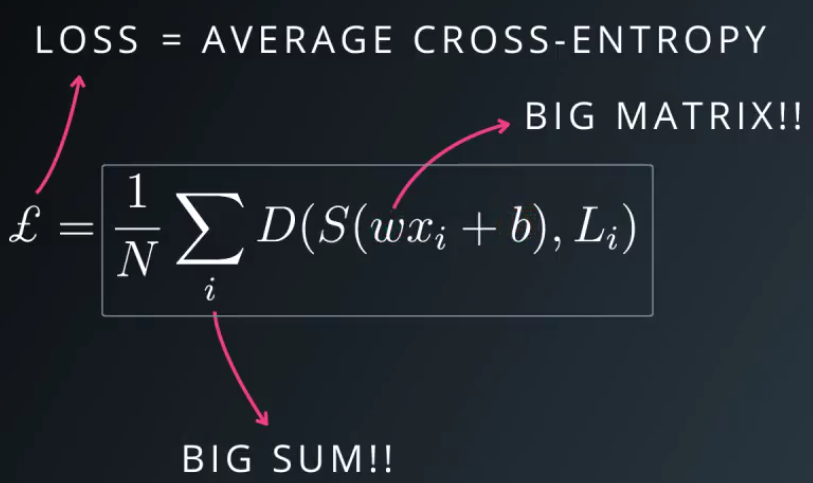 LOSS = AVERAGE CROSS-ENTROPY
BIG MATRIX!!
£ = 1/N ∑_i D(S(wx_i + b), L_i)
BIG SUM!!